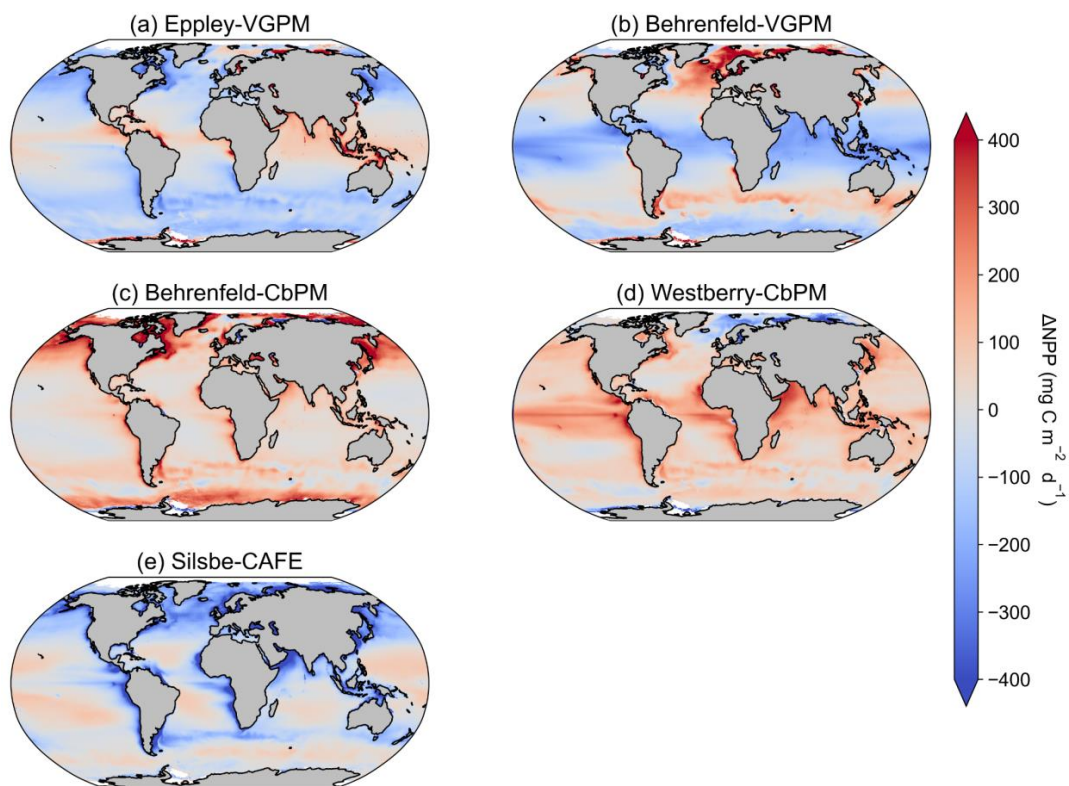 (a) Eppley-VGPM
(b) Behrenfeld-VGPM
(c) Behrenfeld-CbPM
(d) Westberry-CbPM
(e) Silsbe-CAFE
400
300
200
100
0
−100
−200
−300
−400
ΔNPP (mg C m⁻² d⁻¹)